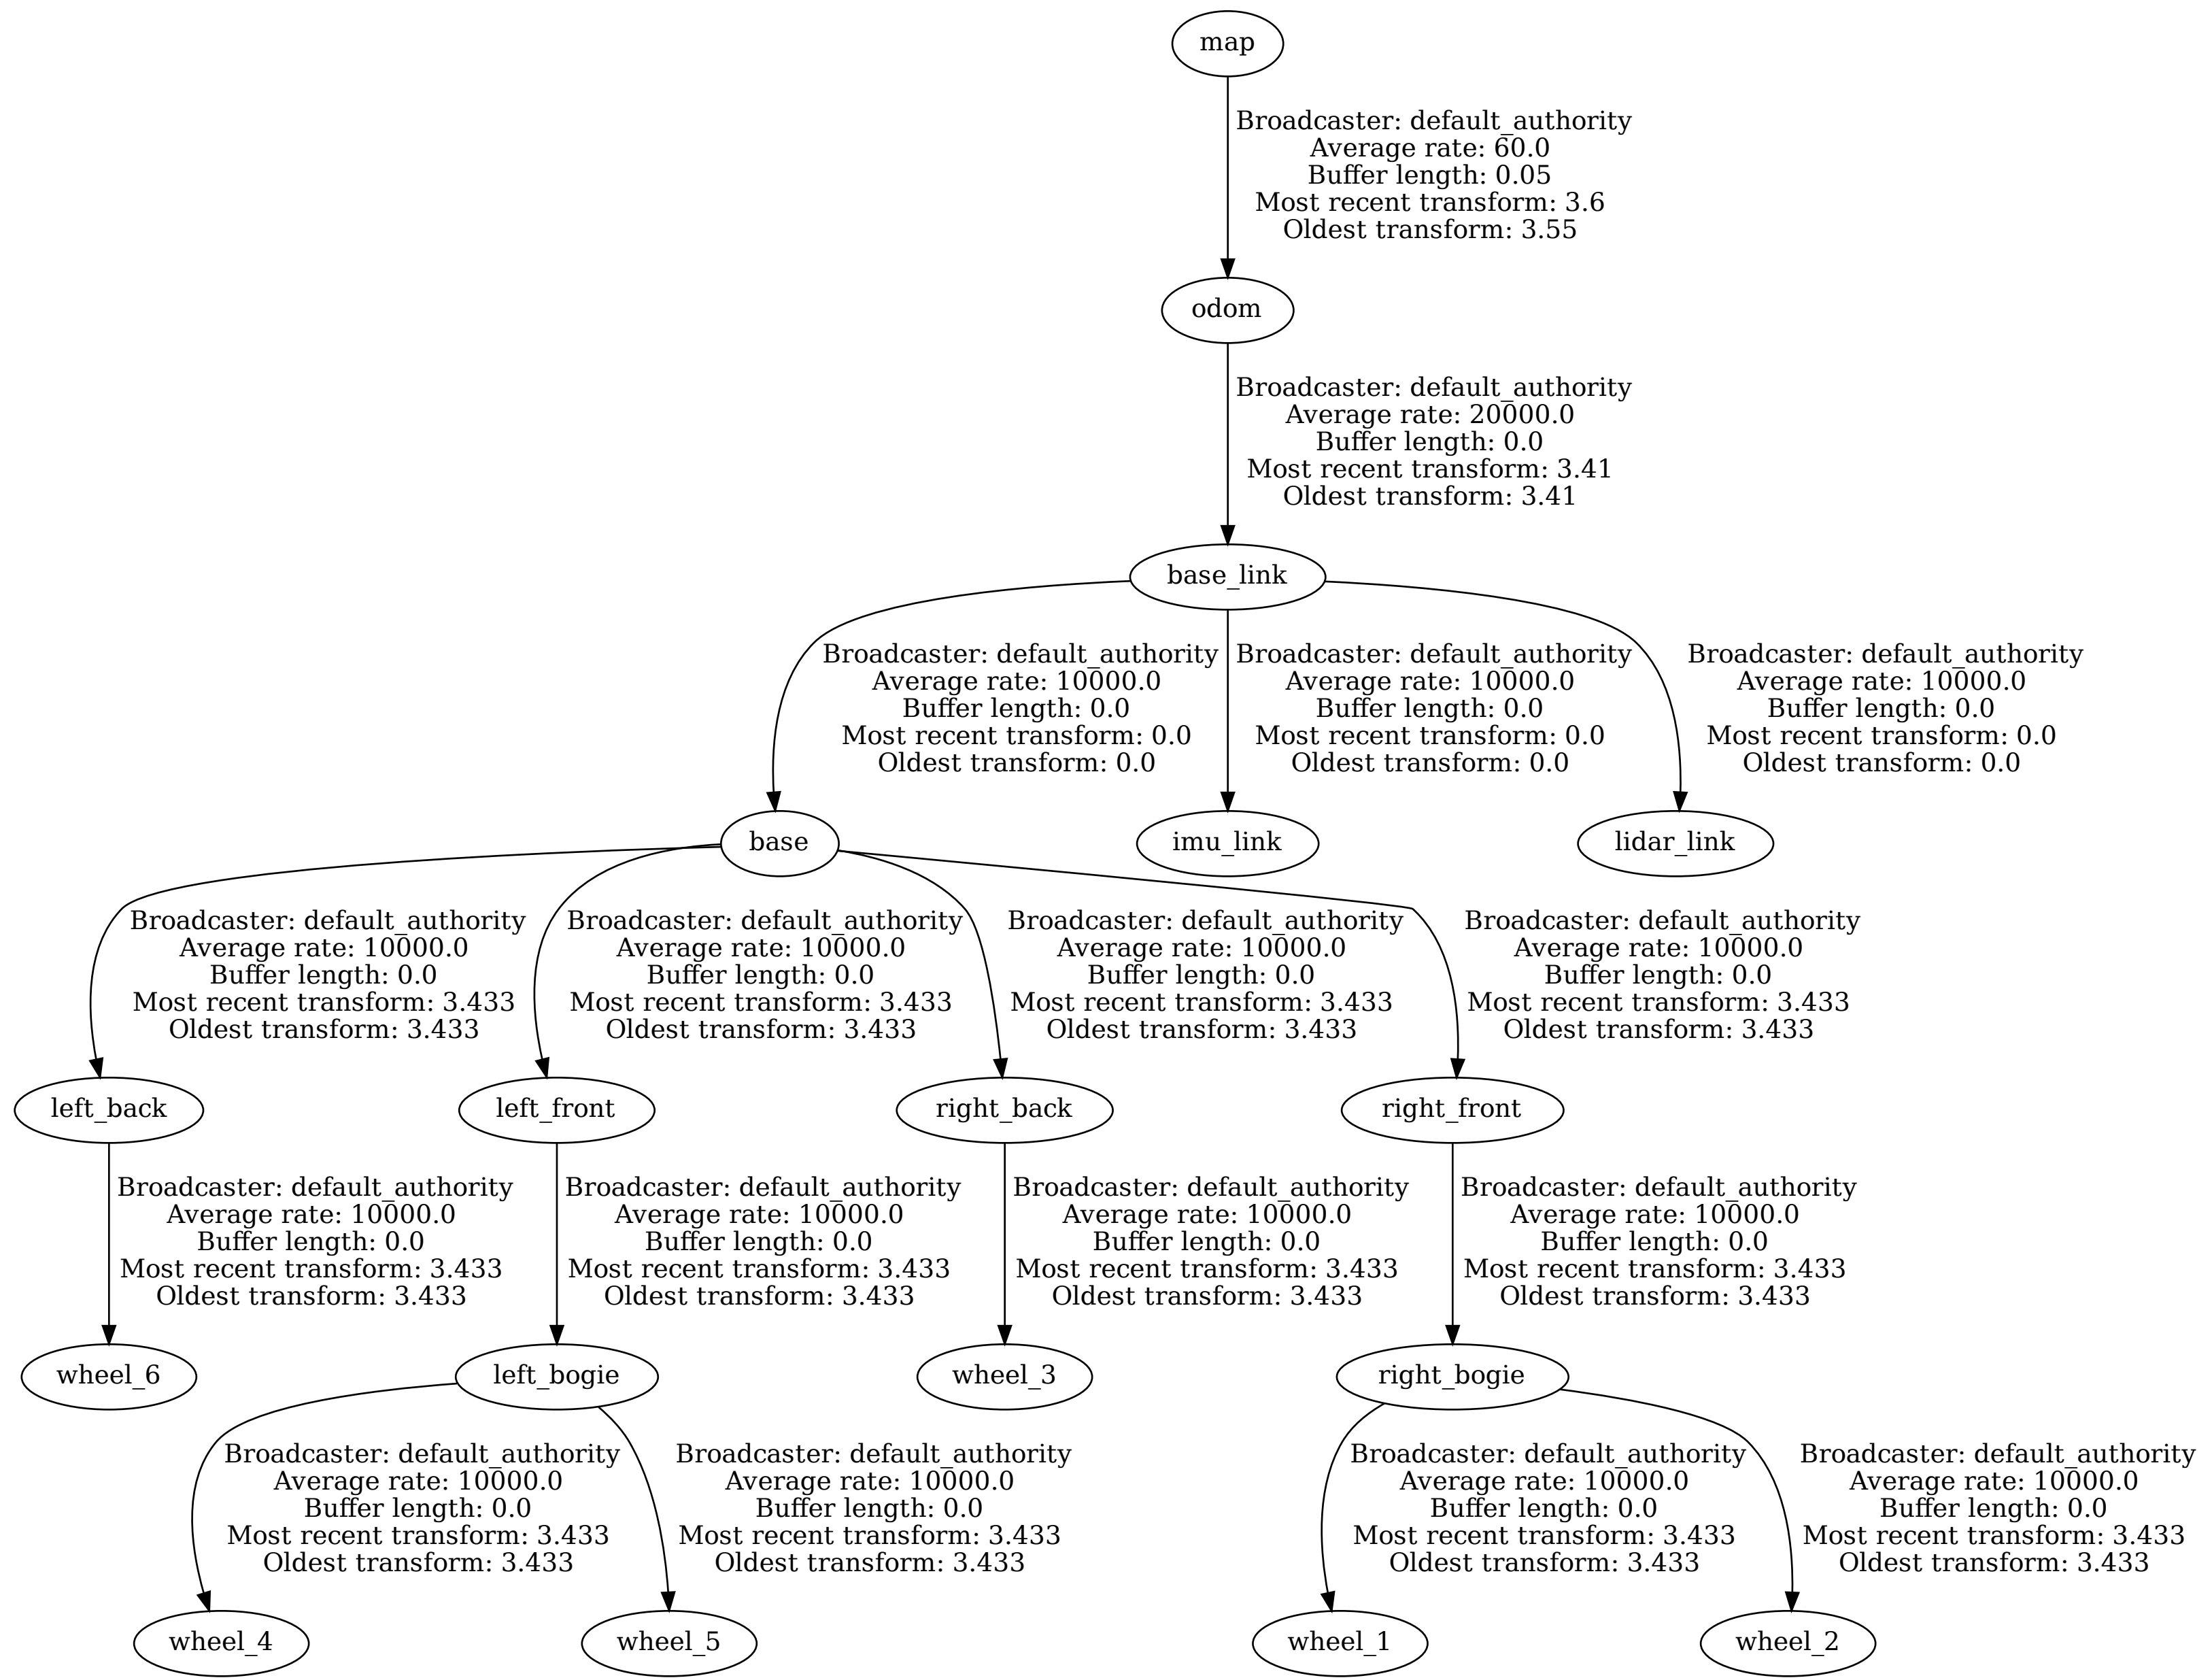 map
Broadcaster: default_authority
Average rate: 60.0
Buffer length: 0.05
Most recent transform: 3.6
Oldest transform: 3.55
odom
Broadcaster: default_authority
Average rate: 20000.0
Buffer length: 0.0
Most recent transform: 3.41
Oldest transform: 3.41
base_link
Broadcaster: default_authority
Average rate: 10000.0
Buffer length: 0.0
Most recent transform: 0.0
Oldest transform: 0.0
Broadcaster: default_authority
Average rate: 10000.0
Buffer length: 0.0
Most recent transform: 0.0
Oldest transform: 0.0
Broadcaster: default_authority
Average rate: 10000.0
Buffer length: 0.0
Most recent transform: 0.0
Oldest transform: 0.0
base
imu_link
lidar_link
Broadcaster: default_authority
Average rate: 10000.0
Buffer length: 0.0
Most recent transform: 3.433
Oldest transform: 3.433
Broadcaster: default_authority
Average rate: 10000.0
Buffer length: 0.0
Most recent transform: 3.433
Oldest transform: 3.433
Broadcaster: default_authority
Average rate: 10000.0
Buffer length: 0.0
Most recent transform: 3.433
Oldest transform: 3.433
Broadcaster: default_authority
Average rate: 10000.0
Buffer length: 0.0
Most recent transform: 3.433
Oldest transform: 3.433
left_back
left_front
right_back
right_front
Broadcaster: default_authority
Average rate: 10000.0
Buffer length: 0.0
Most recent transform: 3.433
Oldest transform: 3.433
Broadcaster: default_authority
Average rate: 10000.0
Buffer length: 0.0
Most recent transform: 3.433
Oldest transform: 3.433
Broadcaster: default_authority
Average rate: 10000.0
Buffer length: 0.0
Most recent transform: 3.433
Oldest transform: 3.433
Broadcaster: default_authority
Average rate: 10000.0
Buffer length: 0.0
Most recent transform: 3.433
Oldest transform: 3.433
wheel_6
left_bogie
wheel_3
right_bogie
Broadcaster: default_authority
Average rate: 10000.0
Buffer length: 0.0
Most recent transform: 3.433
Oldest transform: 3.433
Broadcaster: default_authority
Average rate: 10000.0
Buffer length: 0.0
Most recent transform: 3.433
Oldest transform: 3.433
Broadcaster: default_authority
Average rate: 10000.0
Buffer length: 0.0
Most recent transform: 3.433
Oldest transform: 3.433
Broadcaster: default_authority
Average rate: 10000.0
Buffer length: 0.0
Most recent transform: 3.433
Oldest transform: 3.433
wheel_4
wheel_5
wheel_1
wheel_2